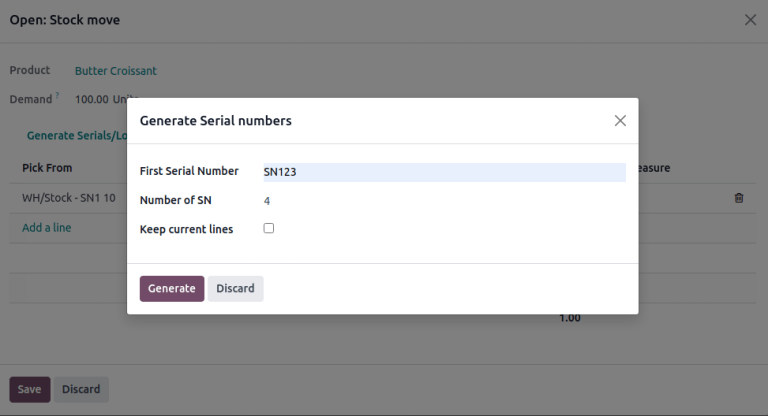 Open: Stock move
Product Butter Croissant
Demand ? 100.00 Units
Generate Serials/Lo
Pick From easure
WH/Stock - SN1 10
Add a line
1.00
Save Discard
Generate Serial numbers
First Serial Number SN123
Number of SN 4
Keep current lines
Generate Discard